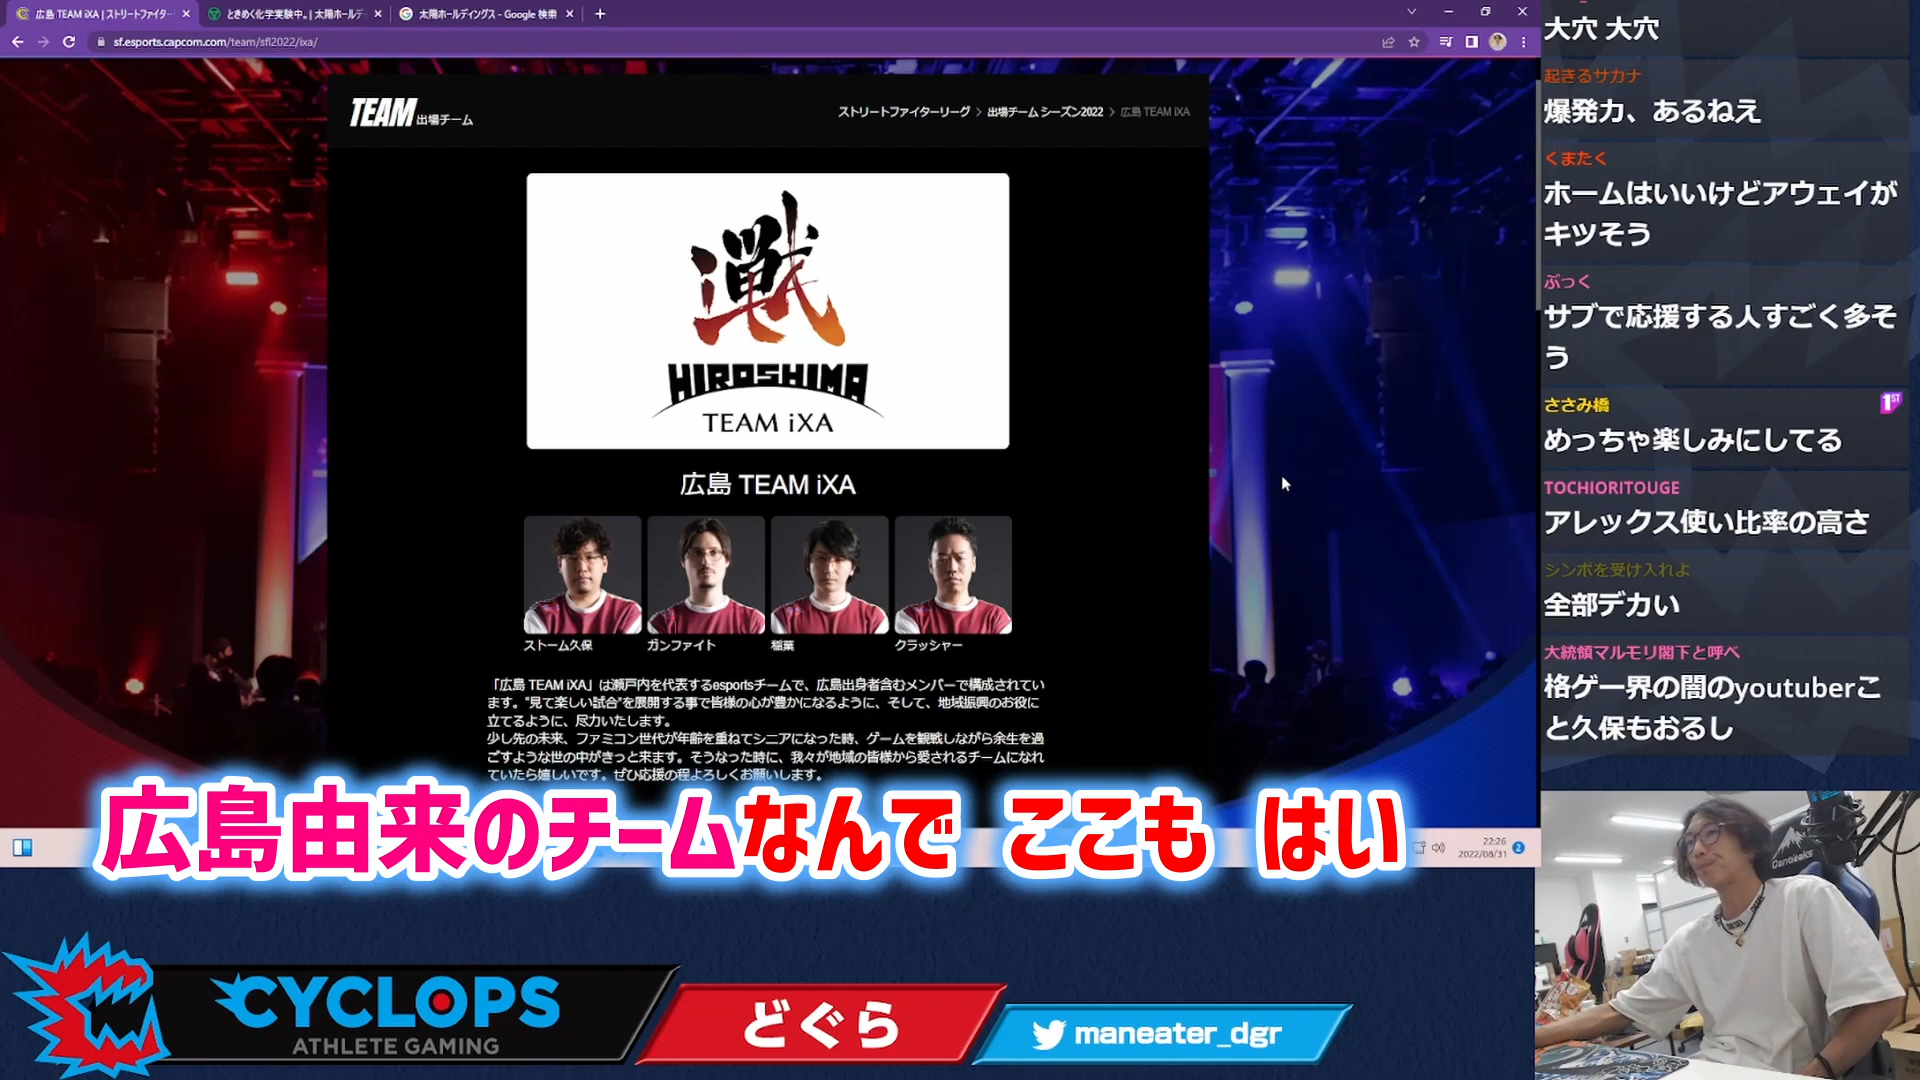 広島 TEAM iXA | ストリートファイター
ときめく化学実験中。| 太陽ホールデ
太陽ホールディングス - Google 検索
sf.esports.capcom.com/team/sfl2022/ixa/
TEAM 出場チーム
ストリートファイターリーグ > 出場チーム シーズン2022 > 広島 TEAM iXA
戦
HIROSHIMA
TEAM iXA
広島 TEAM iXA
ストーム久保 ガンファイト 稲葉 クラッシャー
「広島 TEAM iXA」は瀬戸内を代表するesportsチームで、広島出身者含むメンバーで構成されてい
ます。“見て楽しい試合”を展開する事で皆様の心が豊かになるように、そして、地域振興のお役に
立てるように、尽力いたします。
少し先の未来、ファミコン世代が年齢を重ねてシニアになった時、ゲームを観戦しながら余生を過
ごすような世の中がきっと来ます。そうなった時に、我々が地域の皆様から愛されるチームになれ
ていたら嬉しいです。ぜひ応援の程よろしくお願いします。
広島由来のチームなんで ここも はい
22:26
2022/08/31
2
大穴 大穴
起きるサカナ
爆発力、あるねえ
くまたく
ホームはいいけどアウェイが
キツそう
ぶっく
サブで応援する人すごく多そ
う
ささみ橋
1ST
めっちゃ楽しみにしてる
TOCHIORITOUGE
アレックス使い比率の高さ
シンボを受け入れよ
全部デカい
大統領マルモリ閣下と呼べ
格ゲー界の闇のyoutuberこ
と久保もおるし
CYCLOPS
ATHLETE GAMING
どぐら
maneater_dgr